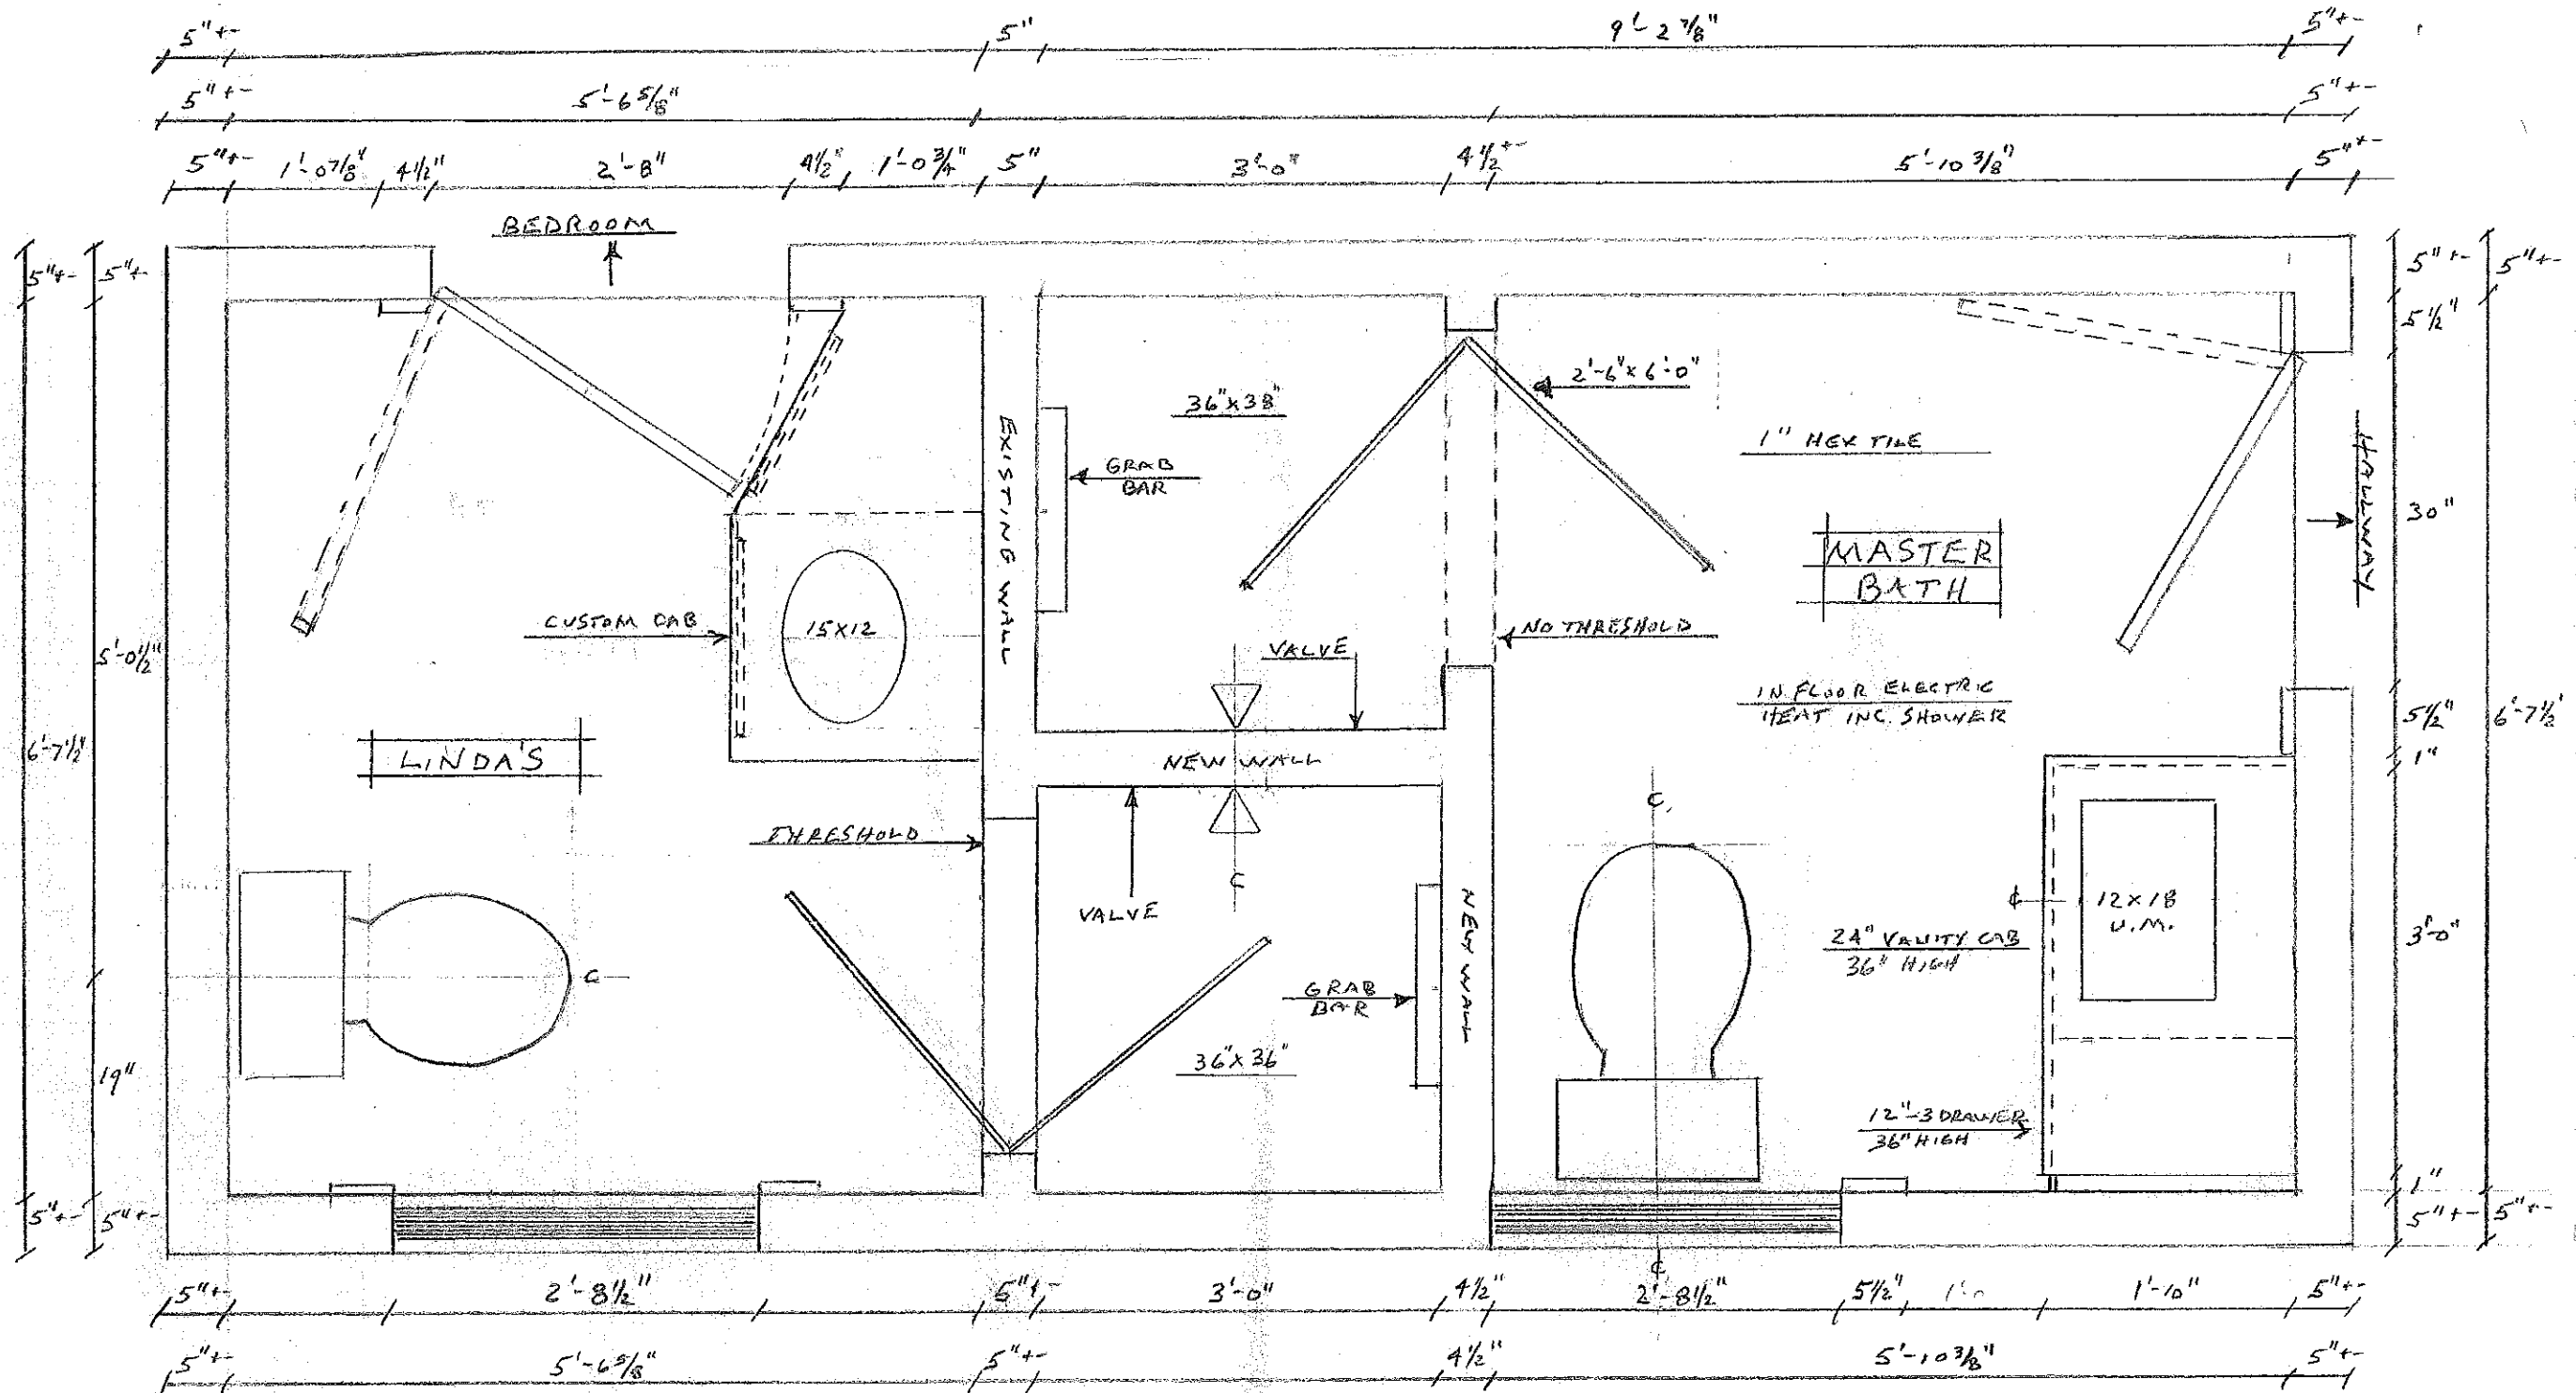 5"+-
5"
9'-2 7/8"
5"+-
5"+-
5'-6 5/8"
5"+-
5"+-
1'-0 7/8"
4 1/2"
2'-8"
4 1/2"
1'-0 3/4"
5"
3'-0"
4 1/2"+-
5'-10 3/8"
5"+-
BEDROOM
5"+-
5"+-
5"+-
5"+-
5 1/2"
2'-6" x 6'-0"
36"x38"
1" HEX TILE
EXISTING WALL
GRAB
BAR
HALLWAY
30"
MASTER
BATH
CUSTOM CAB
15X12
NO THRESHOLD
VALVE
5'-0 1/2"
IN FLOOR ELECTRIC
HEAT INC. SHOWER
5 1/2"
6'-7 1/2"
6'-7 1/2"
LINDA'S
NEW WALL
1"
C
THRESHOLD
C
VALVE
NEW WALL
12X18
U.M.
24" VANITY CAB
36" HIGH
3'-0"
C
GRAB
BAR
36"X36"
19"
12"-3 DRAWER
36" HIGH
1"
5"+-
5"+-
5"+-
5"+-
C
5"+-
2'-8 1/2"
5"+-
3'-0"
4 1/2"
2'-8 1/2"
5 1/2"
1'-0
1'-10"
5"+-
5"+-
5'-6 5/8"
5"+-
4 1/2"
5'-10 3/8"
5"+-